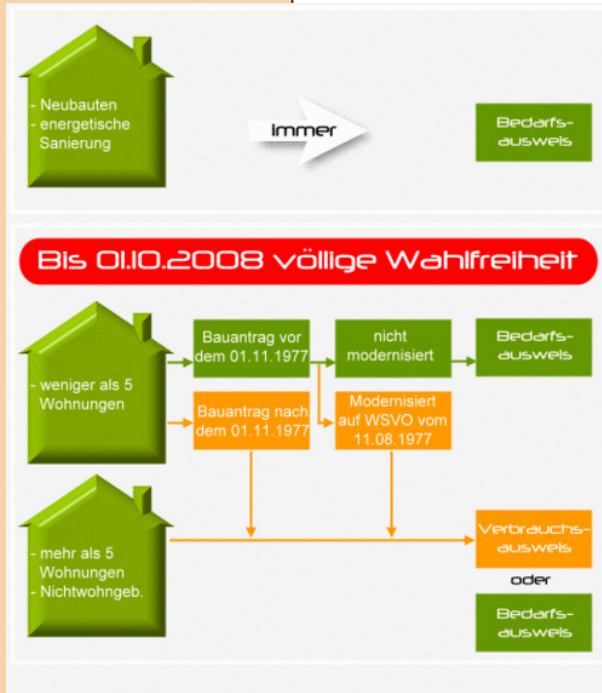 - Neubauten
- energetische
Sanierung
immer
Bedarfs-
ausweis
Bis 01.10.2008 völlige Wahlfreiheit
- weniger als 5
Wohnungen
Bauantrag vor
dem 01.11.1977
nicht
modernisiert
Bedarfs-
ausweis
Bauantrag nach
dem 01.11.1977
Modernisiert
auf WSVO vom
11.08.1977
- mehr als 5
Wohnungen
- Nichtwohngeb.
Verbrauchs-
ausweis
oder
Bedarfs-
ausweis